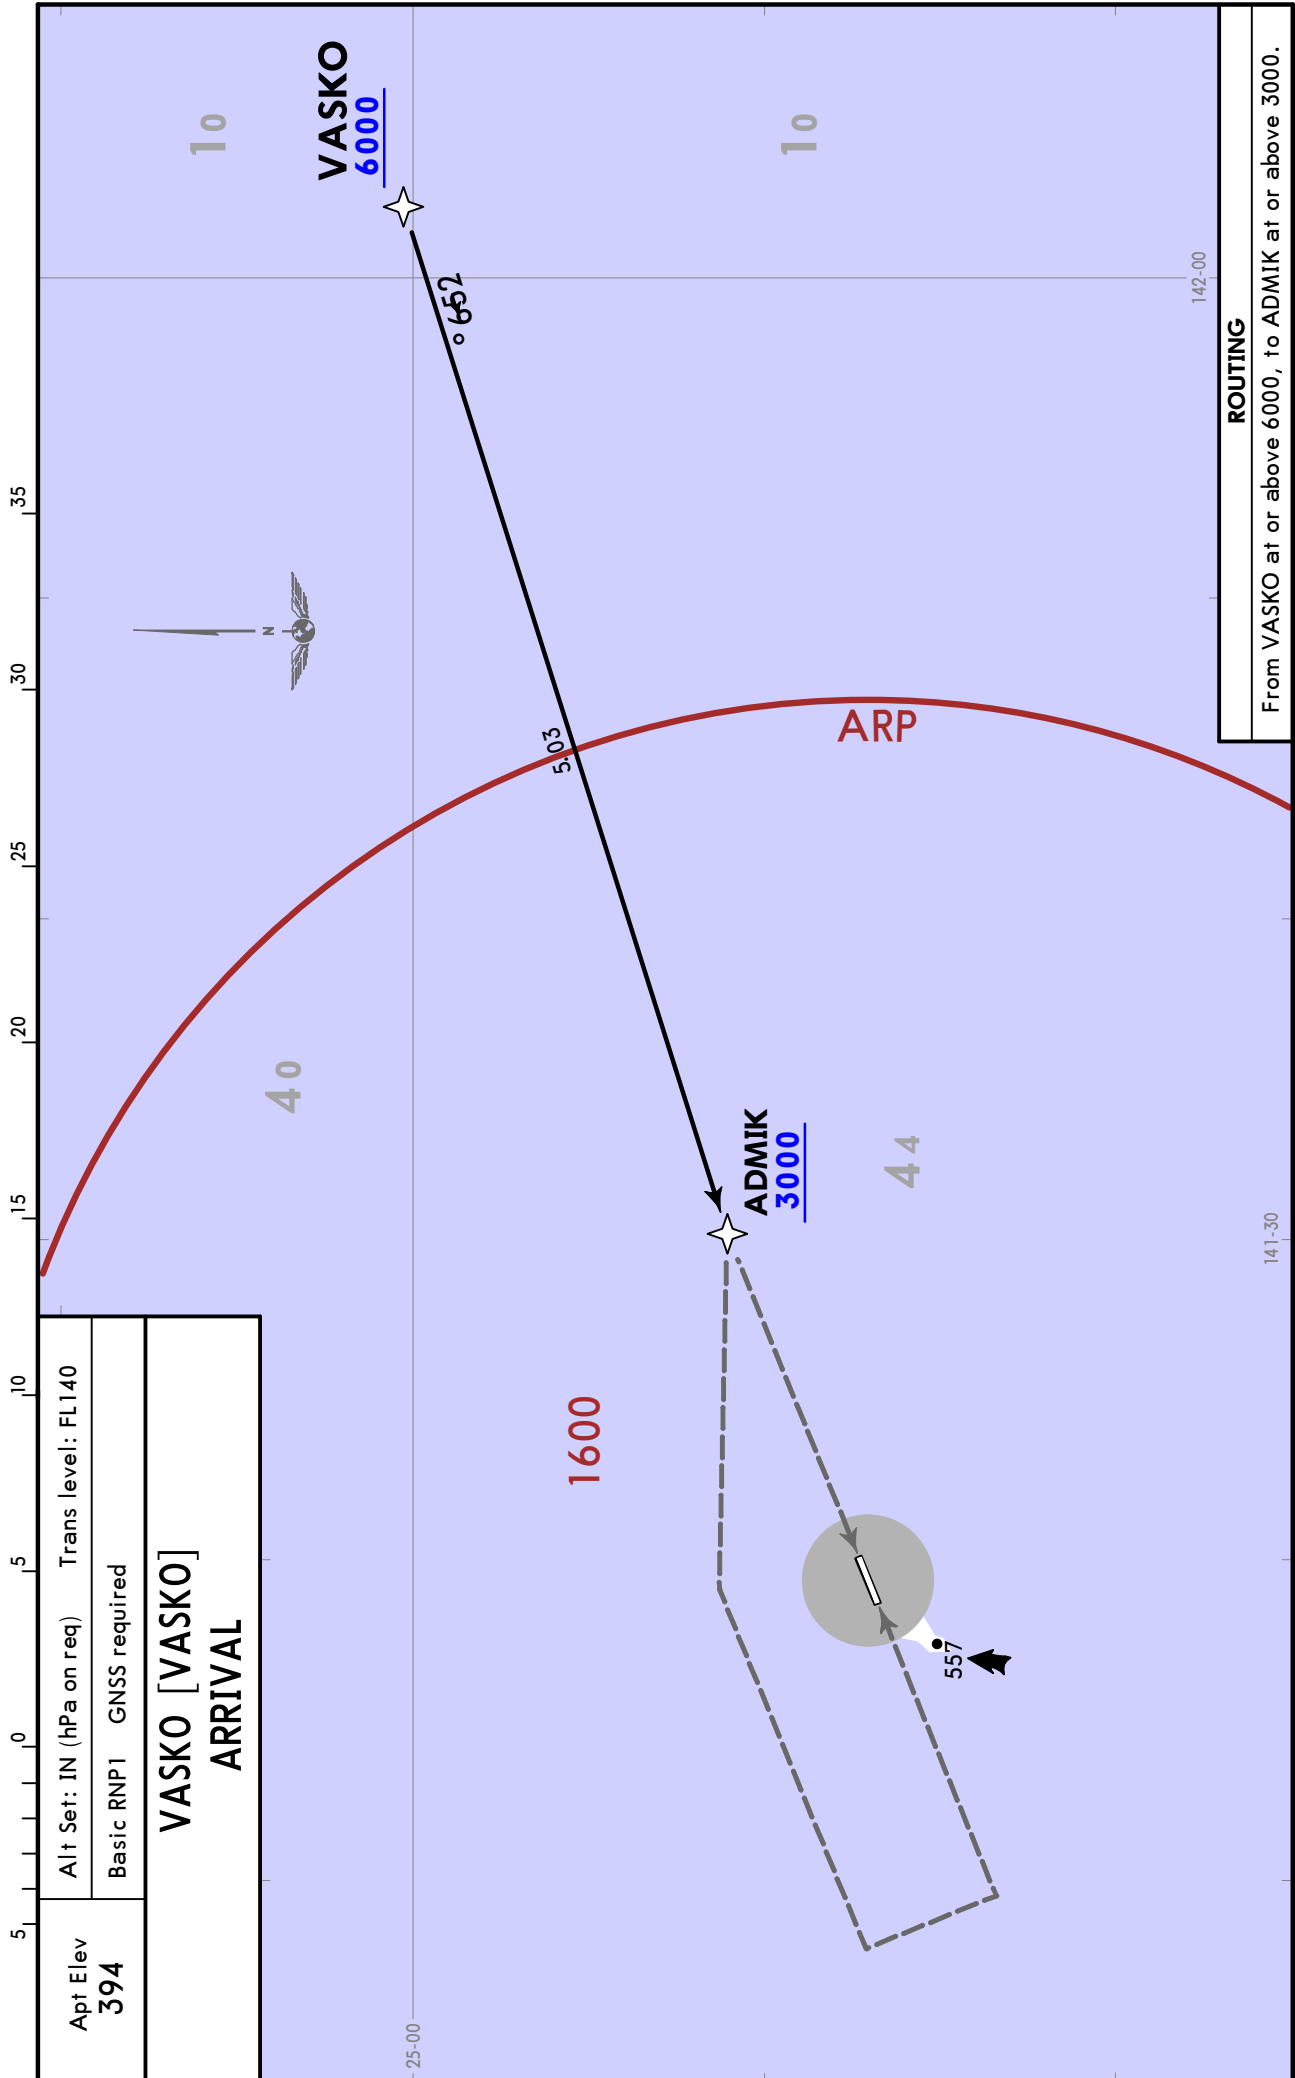 5 0 5 10 15 20 25 30 35
Apt Elev
394
Alt Set: IN (hPa on req) Trans level: FL140
Basic RNP1 GNSS required
VASKO [VASKO]
ARRIVAL
10
VASKO
6000
N
°652
40
25-00
5.03
1600
ADMIK
3000
10
ARP
44
557
142-00
141-30
ROUTING
From VASKO at or above 6000, to ADMIK at or above 3000.